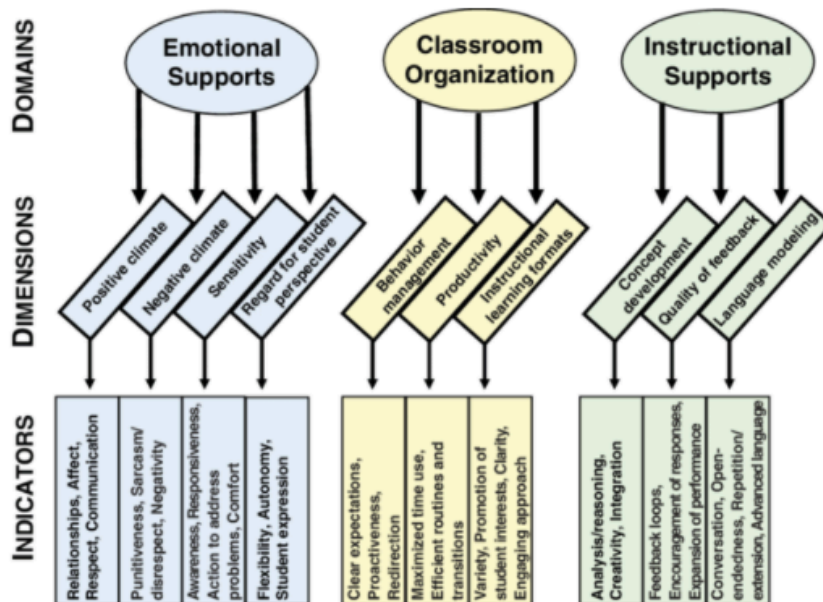 DOMAINS
Emotional
Supports
Classroom
Organization
Instructional
Supports
DIMENSIONS
Positive climate
Negative climate
Sensitivity
Regard for student
perspective
Behavior
management
Productivity
Instructional
learning formats
Concept
development
Quality of feedback
Language modeling
INDICATORS
Relationships, Affect,
Respect, Communication
Punitiveness, Sarcasm/
disrespect, Negativity
Awareness, Responsiveness,
Action to address
problems, Comfort
Flexibility, Autonomy,
Student expression
Clear expectations,
Proactiveness,
Redirection
Maximized time use,
Efficient routines and
transitions
Variety, Promotion of
student interests, Clarity,
Engaging approach
Analysis/reasoning,
Creativity, Integration
Feedback loops,
Encouragement of responses,
Expansion of performance
Conversation, Open-
endedness, Repetition/
extension, Advanced language